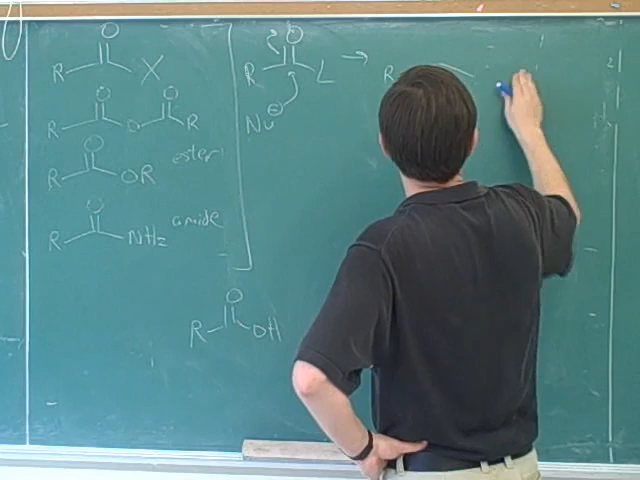 O
R X
O O
R O R
O
R OR ester
O
R NH2 amide
O
R OH
O
R L → R
Nu⊖